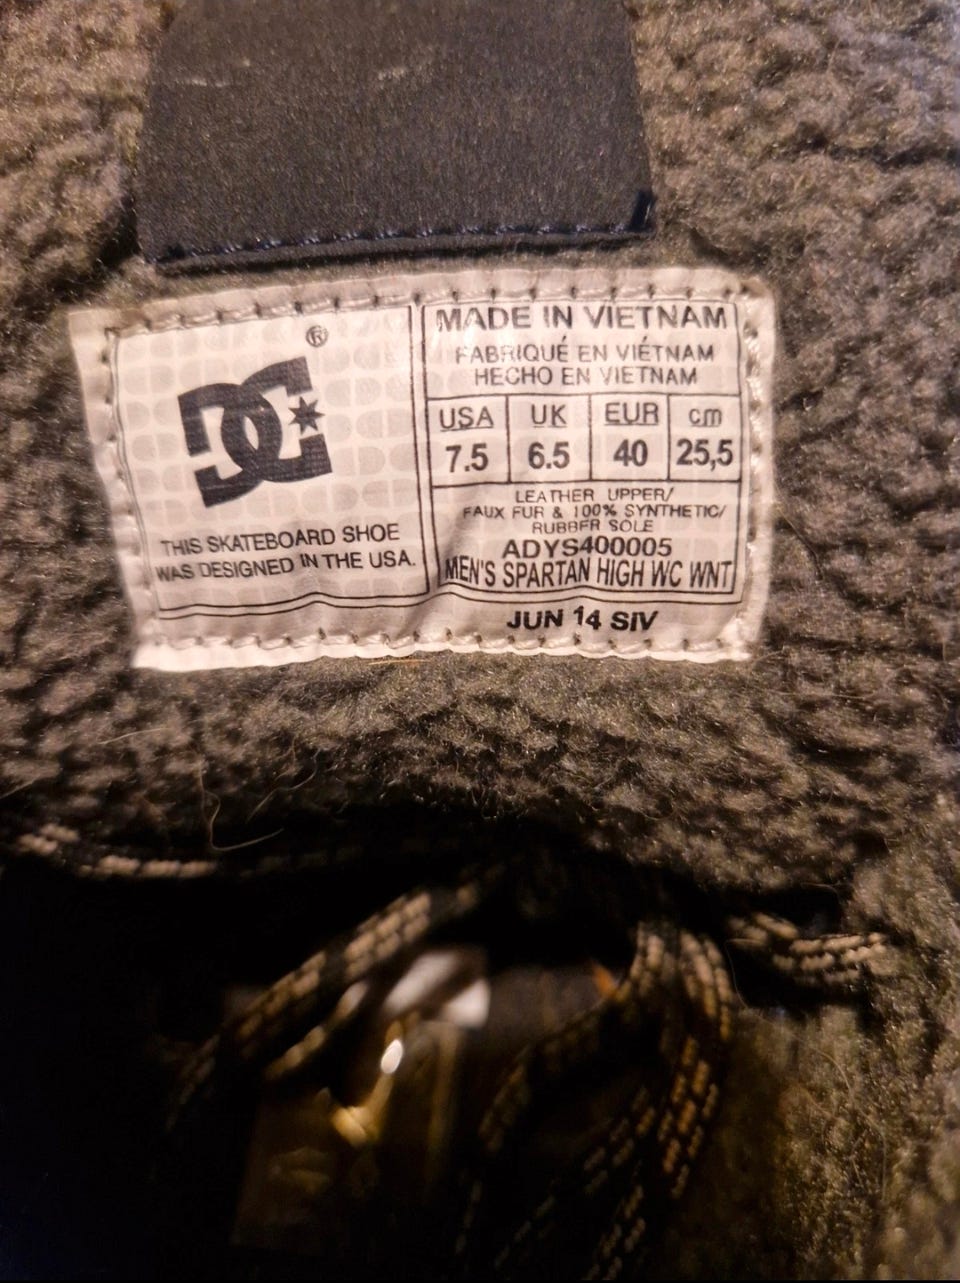 DC
®
THIS SKATEBOARD SHOE
WAS DESIGNED IN THE USA.
MADE IN VIETNAM
FABRIQUÉ EN VIÉTNAM
HECHO EN VIETNAM
USA UK EUR cm
7.5 6.5 40 25,5
LEATHER UPPER/
FAUX FUR & 100% SYNTHETIC/
RUBBER SOLE
ADYS400005
MEN'S SPARTAN HIGH WC WNT
JUN 14 SIV